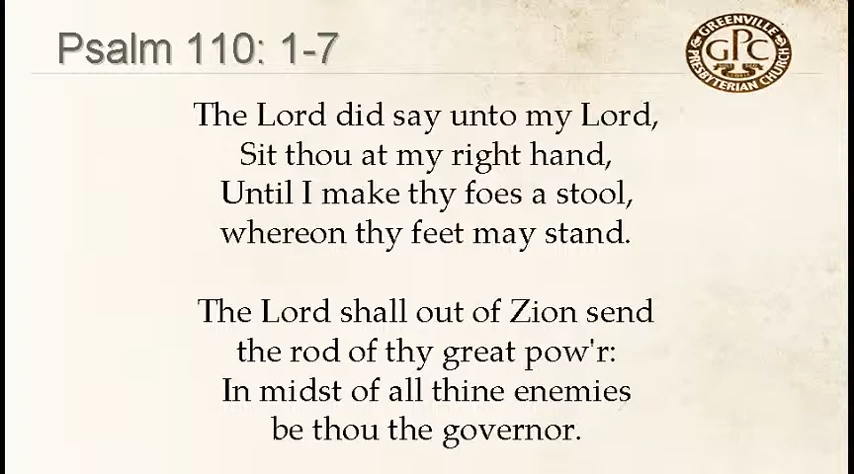 Psalm 110: 1-7
GREENVILLE
GPC
PRESBYTERIAN CHURCH
The Lord did say unto my Lord,
Sit thou at my right hand,
Until I make thy foes a stool,
whereon thy feet may stand.
The Lord shall out of Zion send
the rod of thy great pow'r:
In midst of all thine enemies
be thou the governor.